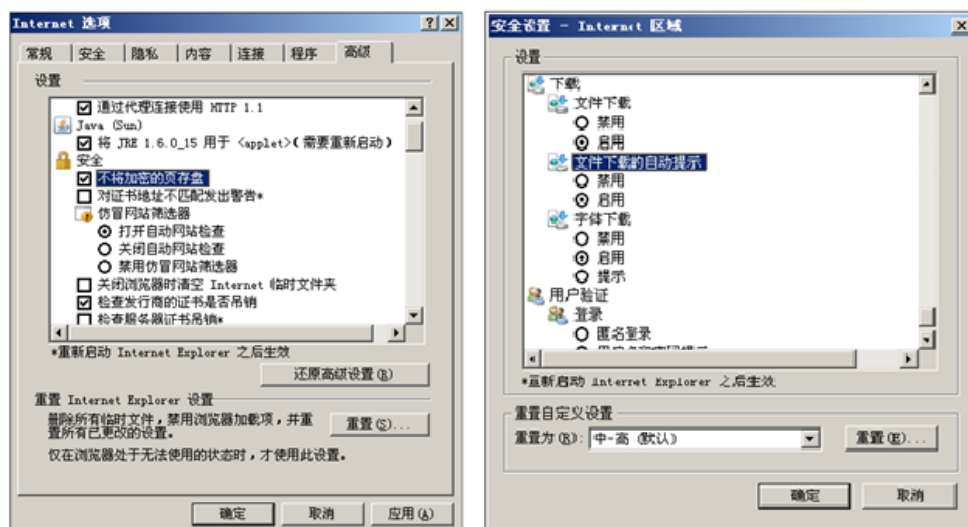 Internet 选项
常规 安全 隐私 内容 连接 程序 高级
设置
通过代理连接使用 HTTP 1.1
Java (Sun)
将 JRE 1.6.0_15 用于 <applet>(需要重新启动)
安全
不将加密的页存盘
对证书地址不匹配发出警告*
仿冒网站筛选器
打开自动网站检查
关闭自动网站检查
禁用仿冒网站筛选器
关闭浏览器时清空 Internet 临时文件夹
检查发行商的证书是否吊销
检查服务器证书吊销*
*重新启动 Internet Explorer 之后生效
还原高级设置(R)
重置 Internet Explorer 设置
删除所有临时文件，禁用浏览器加载项，并重
置所有已更改的设置。
重置(S)...
仅在浏览器处于无法使用的状态时，才使用此设置。
确定 取消 应用(A)
安全设置 - Internet 区域
设置
下载
文件下载
禁用
启用
文件下载的自动提示
禁用
启用
字体下载
禁用
启用
提示
用户验证
登录
匿名登录
*重新启动 Internet Explorer 之后生效
重置自定义设置
重置为(R): 中-高 (默认) 重置(E)...
确定 取消